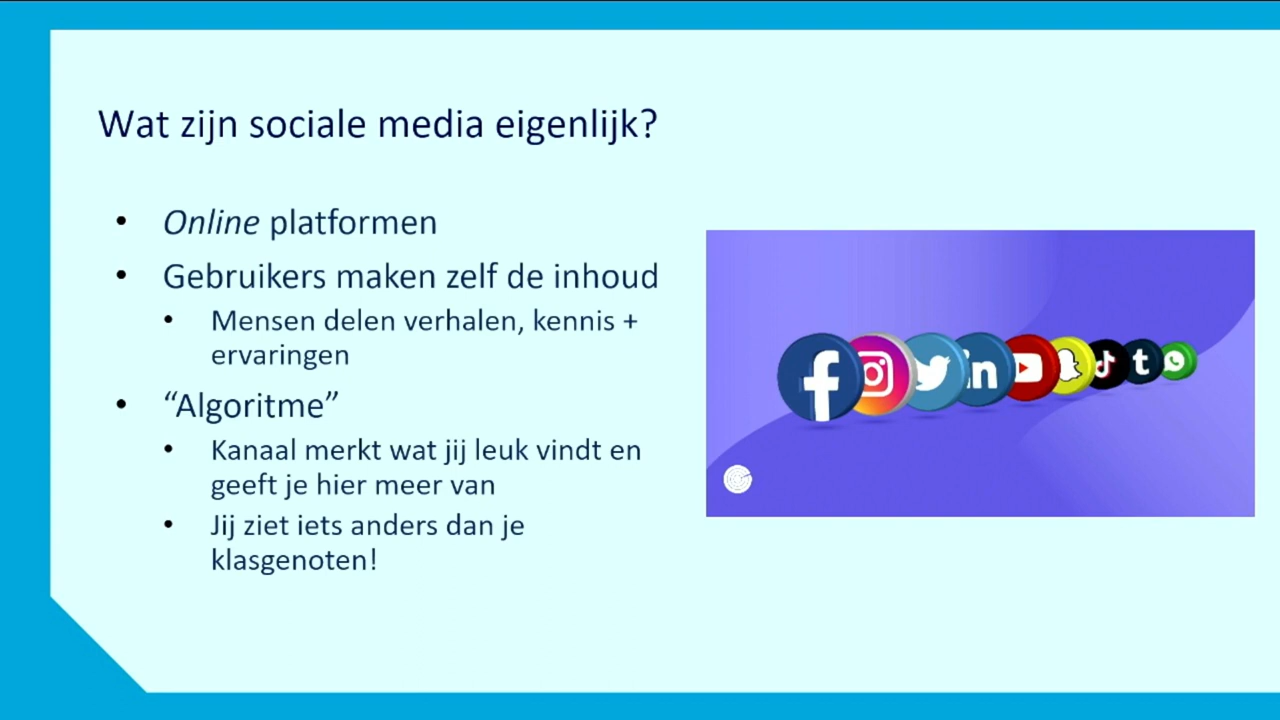 Wat zijn sociale media eigenlijk?
• Online platformen
• Gebruikers maken zelf de inhoud
• Mensen delen verhalen, kennis +
ervaringen
• “Algoritme”
• Kanaal merkt wat jij leuk vindt en
geeft je hier meer van
• Jij ziet iets anders dan je
klasgenoten!
f in t